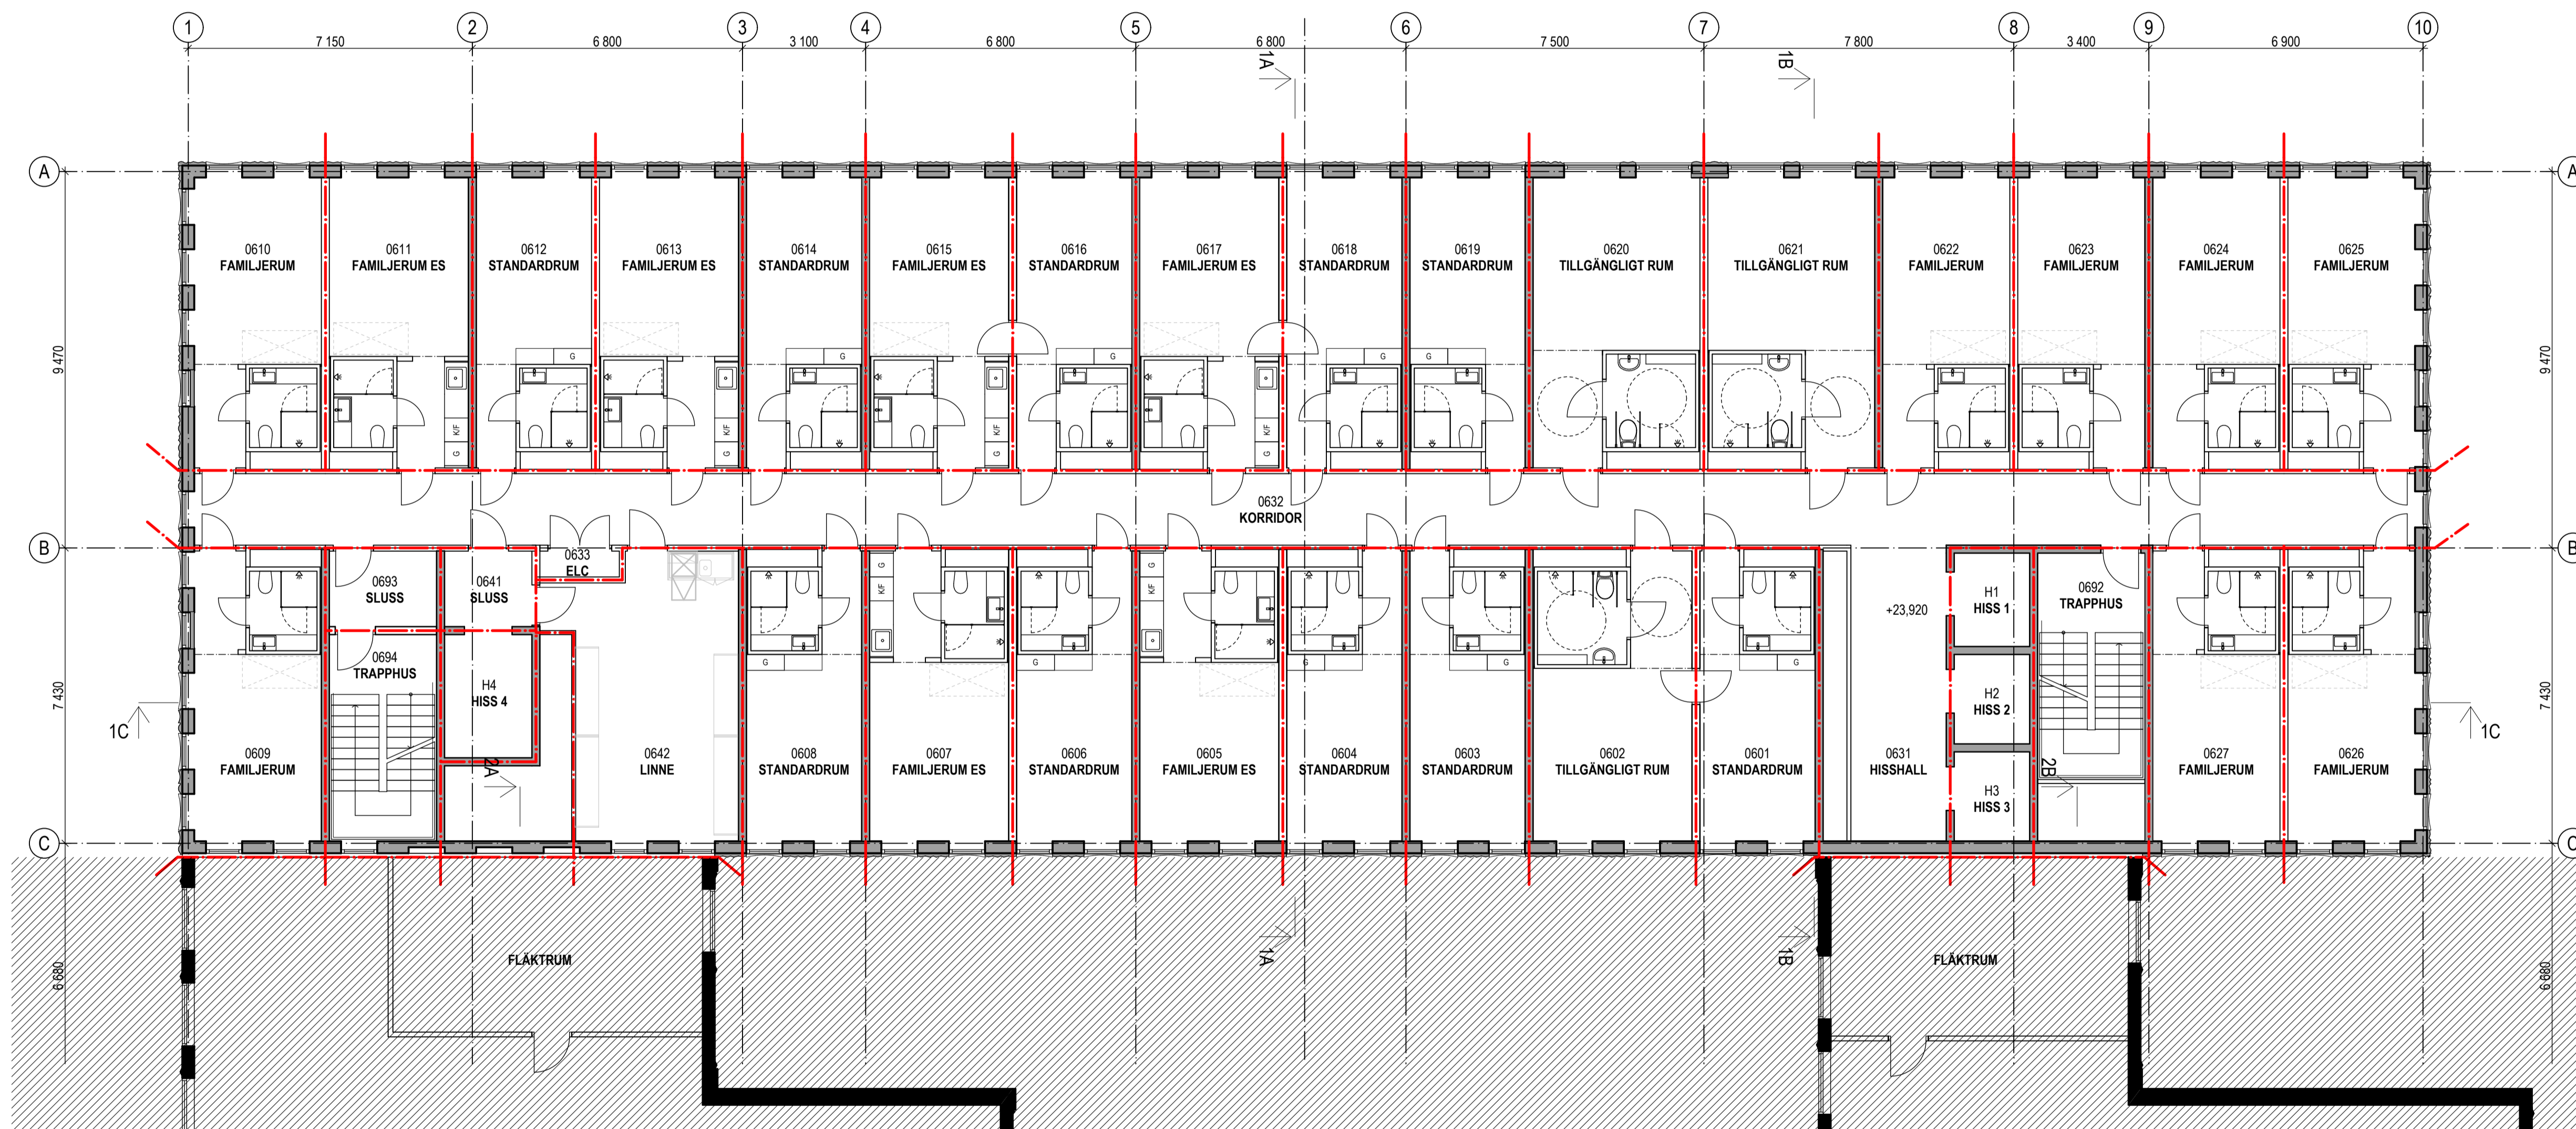 1 2 3 4 5 6 7 8 9 10
7 150 6 800 3 100 6 800 6 800 7 500 7 800 3 400 6 900
1A 1B
A A
0610
FAMILJERUM
0611
FAMILJERUM ES
0612
STANDARDRUM
0613
FAMILJERUM ES
0614
STANDARDRUM
0615
FAMILJERUM ES
0616
STANDARDRUM
0617
FAMILJERUM ES
0618
STANDARDRUM
0619
STANDARDRUM
0620
TILLGÄNGLIGT RUM
0621
TILLGÄNGLIGT RUM
0622
FAMILJERUM
0623
FAMILJERUM
0624
FAMILJERUM
0625
FAMILJERUM
9 470 9 470
G G G G G
K/F K/F K/F K/F
G G G G
0632
KORRIDOR
B B
0633
ELC
0693
SLUSS
0641
SLUSS
G G
K/F K/F
+23,920
H1
HISS 1
0692
TRAPPHUS
0694
TRAPPHUS
H4
HISS 4
G G G G G
7 430 7 430
1C 1C
H2
HISS 2
2A 2B
0609
FAMILJERUM
0642
LINNE
0608
STANDARDRUM
0607
FAMILJERUM ES
0606
STANDARDRUM
0605
FAMILJERUM ES
0604
STANDARDRUM
0603
STANDARDRUM
0602
TILLGÄNGLIGT RUM
0601
STANDARDRUM
0631
HISSHALL
H3
HISS 3
0627
FAMILJERUM
0626
FAMILJERUM
C C
1A 1B
FLÄKTRUM FLÄKTRUM
6 680 6 680